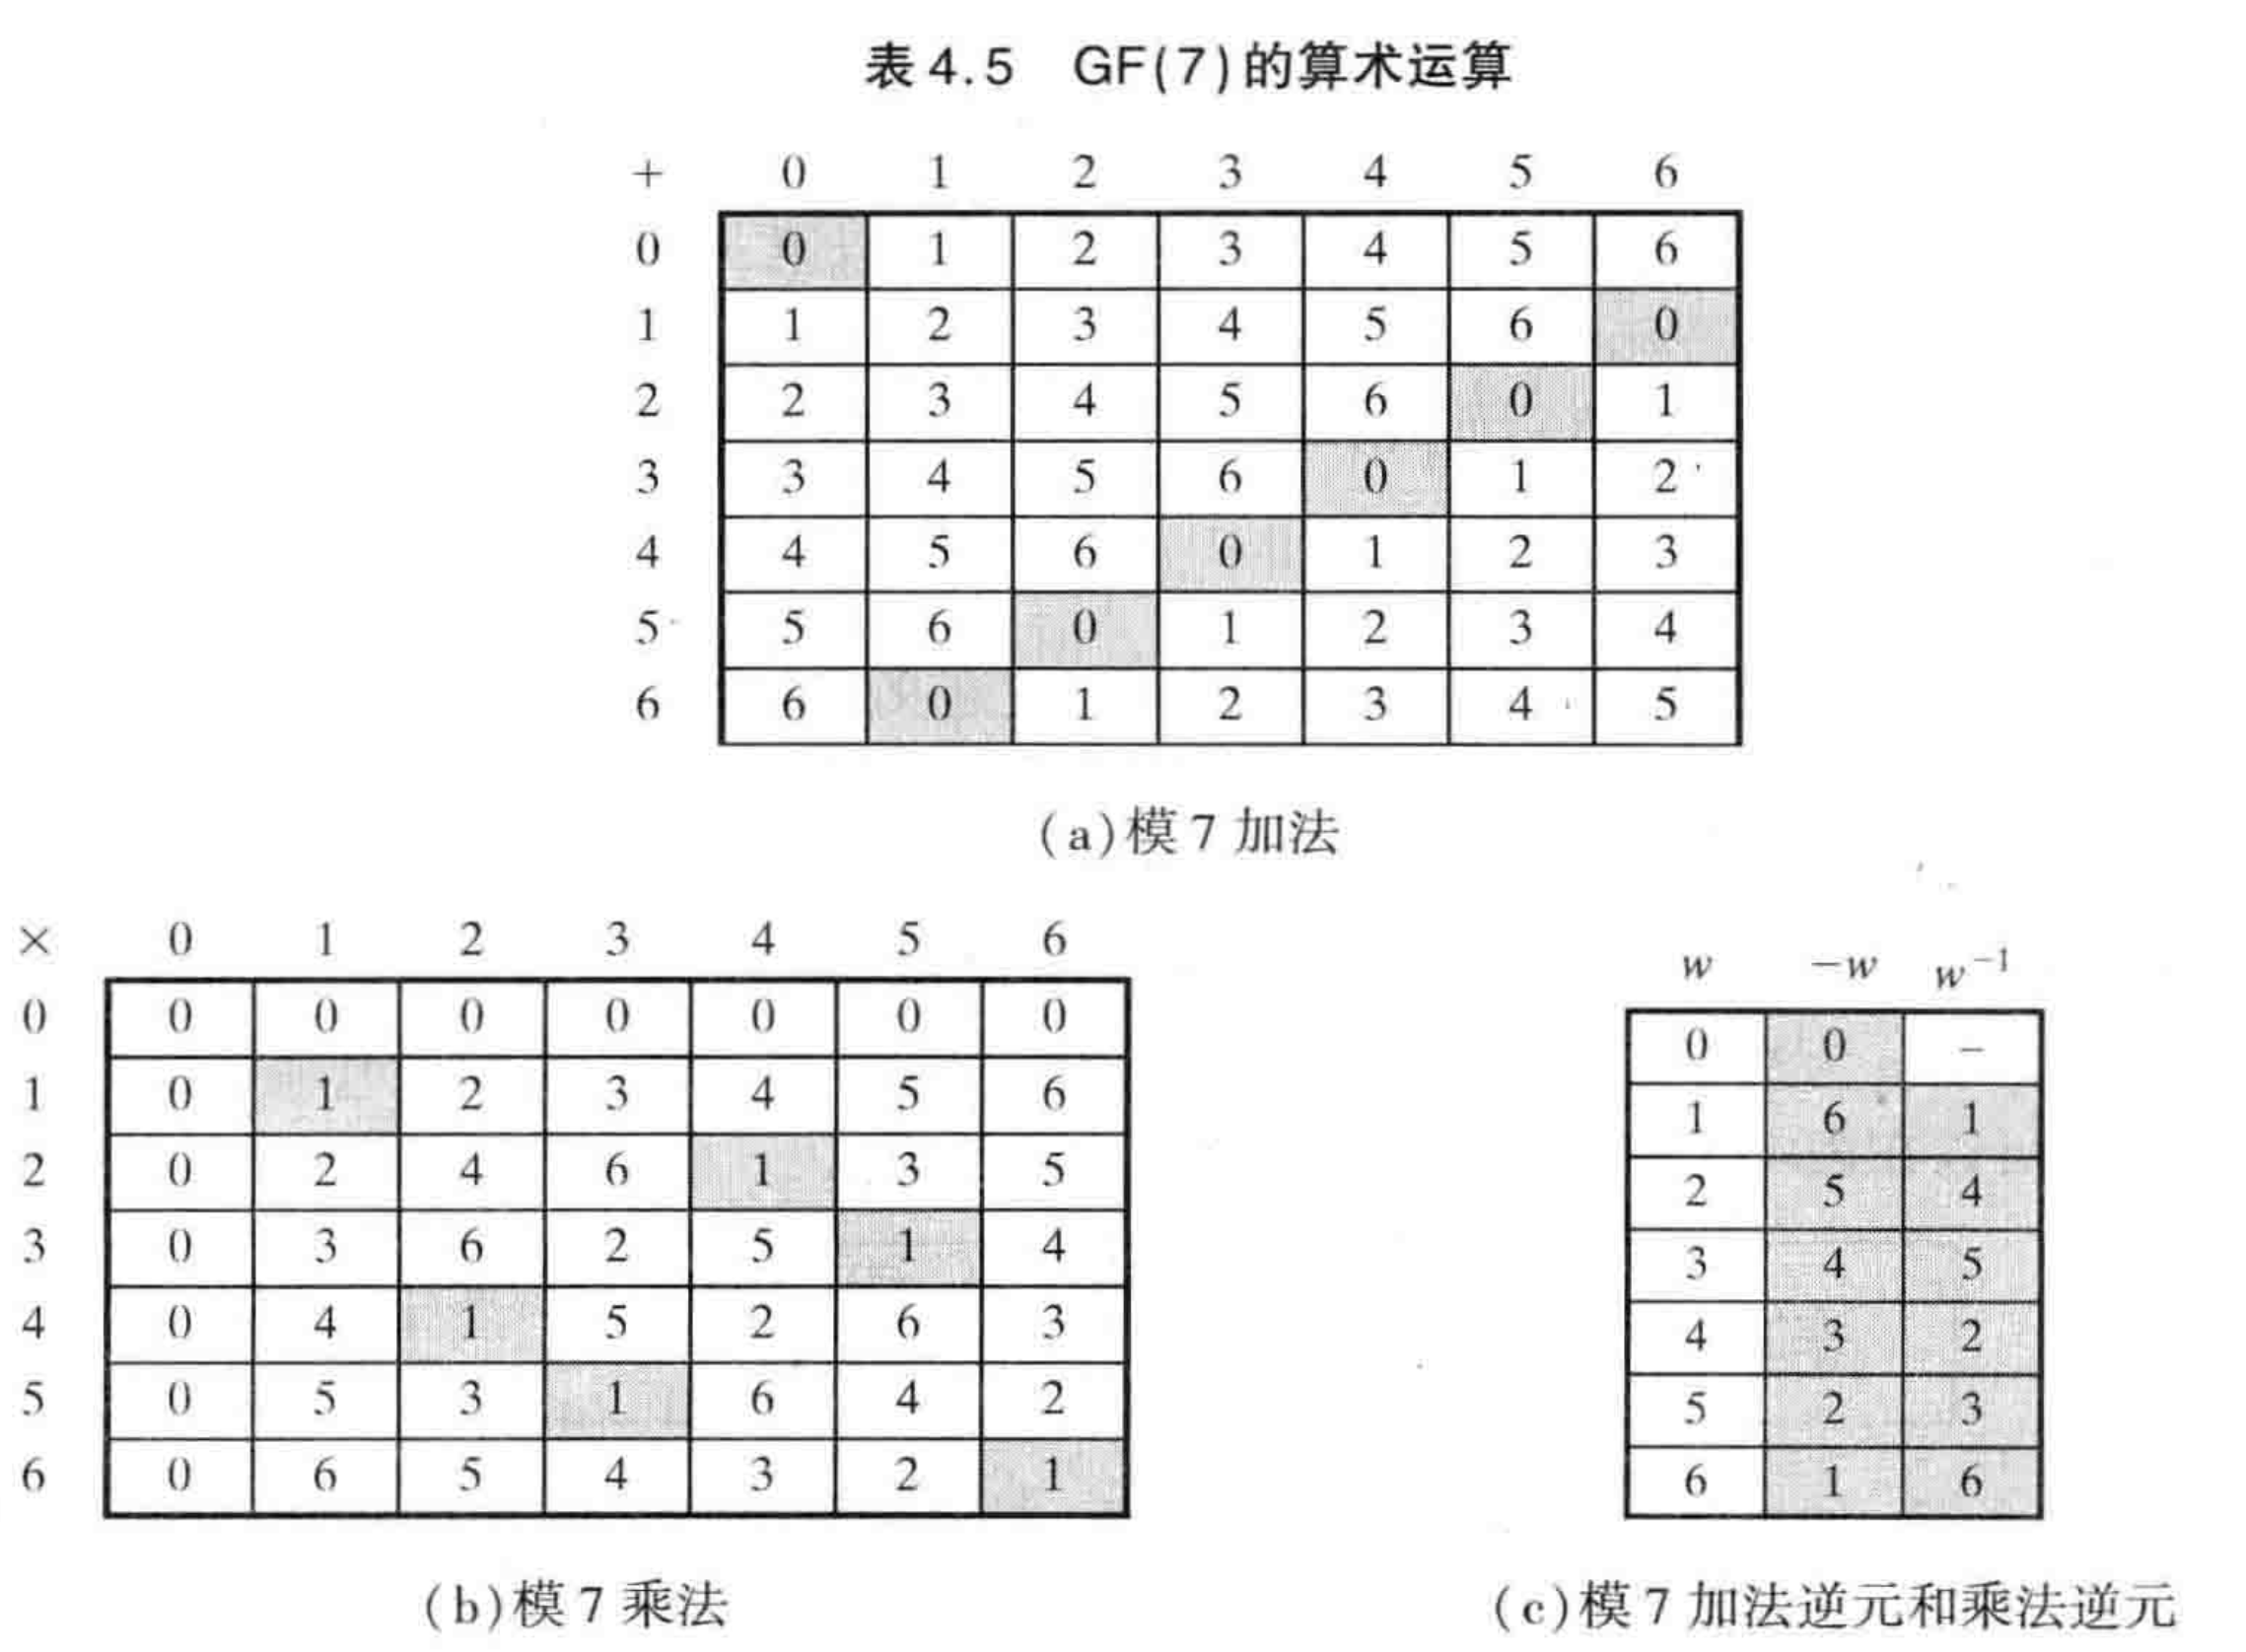 表4.5 GF(7)的算术运算
+ 0 1 2 3 4 5 6
0 0 1 2 3 4 5 6
1 1 2 3 4 5 6 0
2 2 3 4 5 6 0 1
3 3 4 5 6 0 1 2
4 4 5 6 0 1 2 3
5 5 6 0 1 2 3 4
6 6 0 1 2 3 4 5
(a)模7加法
× 0 1 2 3 4 5 6
0 0 0 0 0 0 0 0
1 0 1 2 3 4 5 6
2 0 2 4 6 1 3 5
3 0 3 6 2 5 1 4
4 0 4 1 5 2 6 3
5 0 5 3 1 6 4 2
6 0 6 5 4 3 2 1
(b)模7乘法
w -w w⁻¹
0 0 –
1 6 1
2 5 4
3 4 5
4 3 2
5 2 3
6 1 6
(c)模7加法逆元和乘法逆元